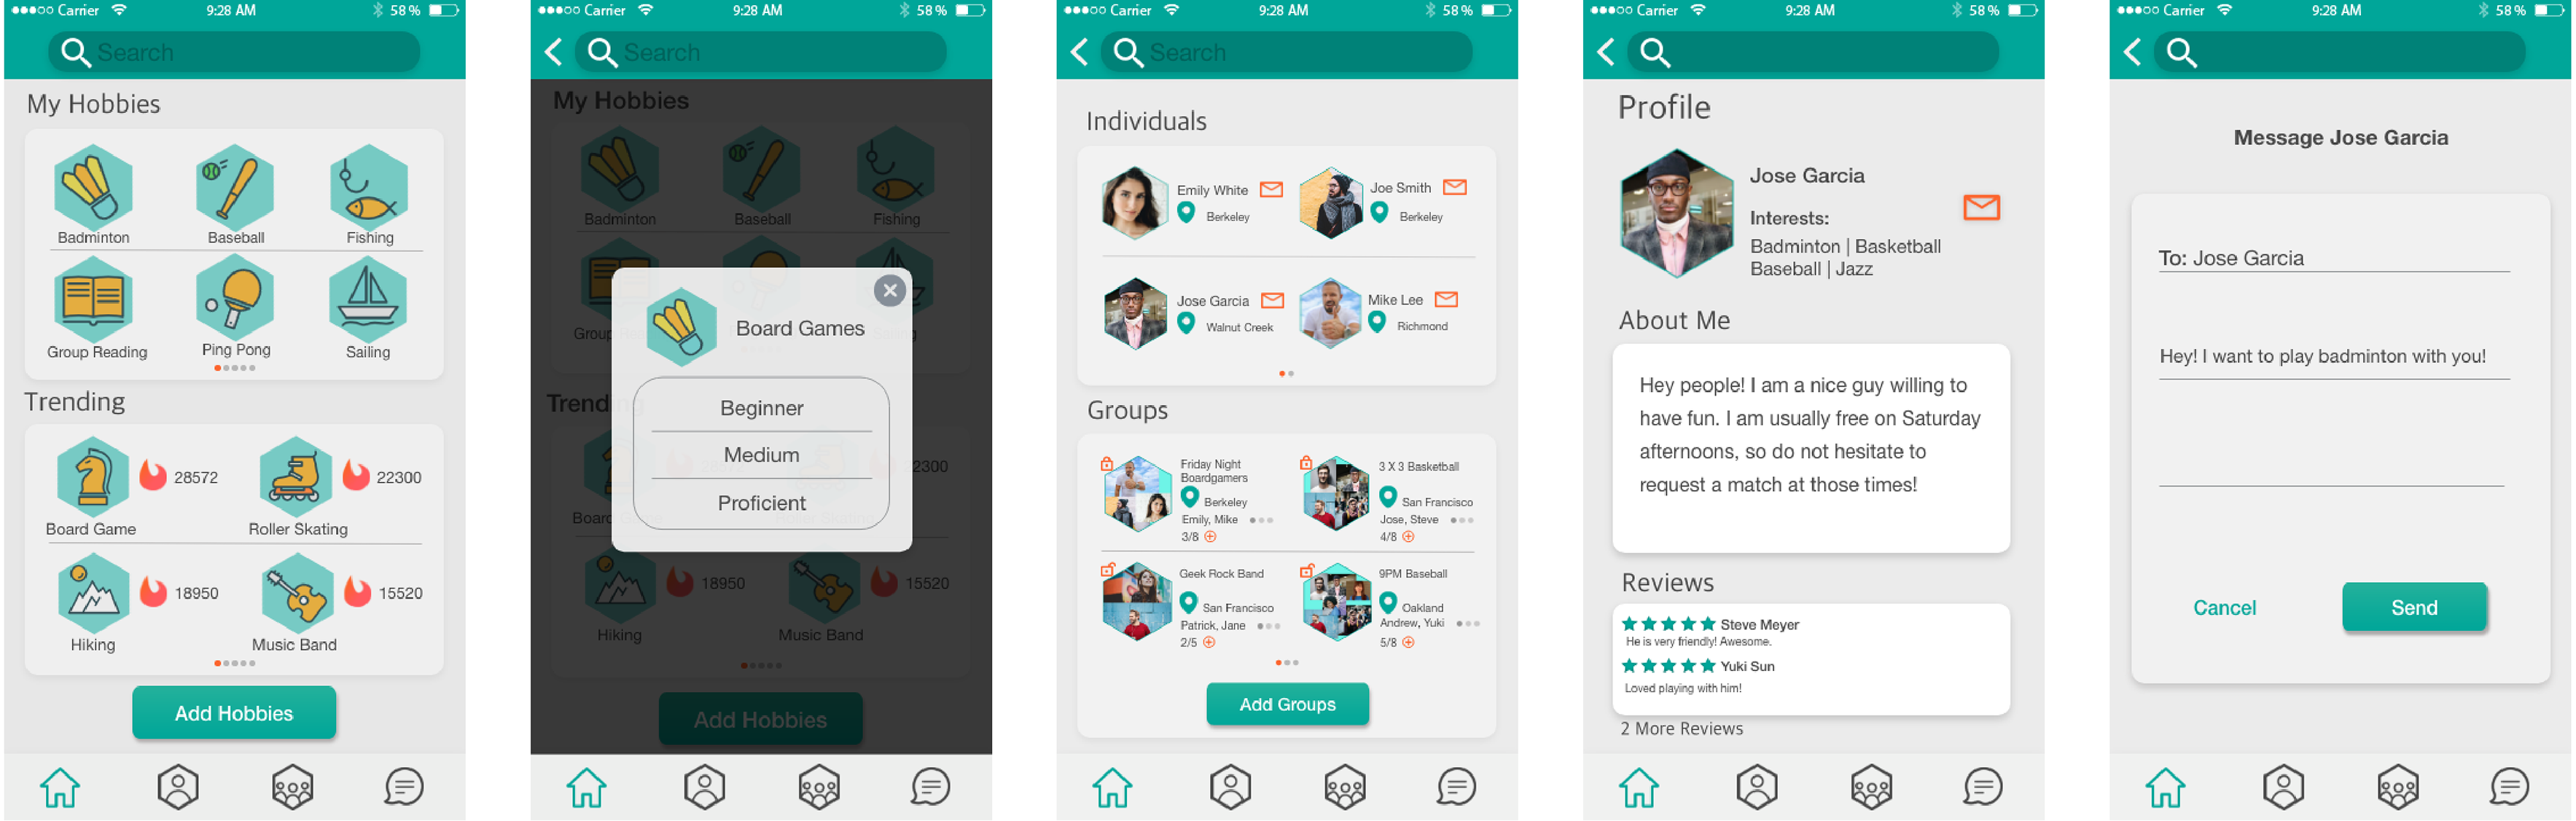 Carrier 9:28 AM 58 %
Search
My Hobbies
Badminton Baseball Fishing
Group Reading Ping Pong Sailing
Trending
28572 22300
Board Game Roller Skating
18950 15520
Hiking Music Band
Add Hobbies
Carrier 9:28 AM 58 %
Search
My Hobbies
Badminton Baseball Fishing
Board Games
Beginner
Medium
Proficient
22300
18950 15520
Hiking Music Band
Add Hobbies
Carrier 9:28 AM 58 %
Search
Individuals
Emily White Joe Smith
Berkeley Berkeley
Jose Garcia Mike Lee
Walnut Creek Richmond
Groups
Friday Night 3 X 3 Basketball
Boardgamers
Berkeley San Francisco
Emily, Mike Jose, Steve
3/8 4/8
Geek Rock Band 9PM Baseball
San Francisco Oakland
Patrick, Jane Andrew, Yuki
2/5 5/8
Add Groups
Carrier 9:28 AM 58 %
Profile
Jose Garcia
Interests:
Badminton | Basketball
Baseball | Jazz
About Me
Hey people! I am a nice guy willing to
have fun. I am usually free on Saturday
afternoons, so do not hesitate to
request a match at those times!
Reviews
Steve Meyer
He is very friendly! Awesome.
Yuki Sun
Loved playing with him!
2 More Reviews
Carrier 9:28 AM 58 %
Message Jose Garcia
To: Jose Garcia
Hey! I want to play badminton with you!
Cancel Send